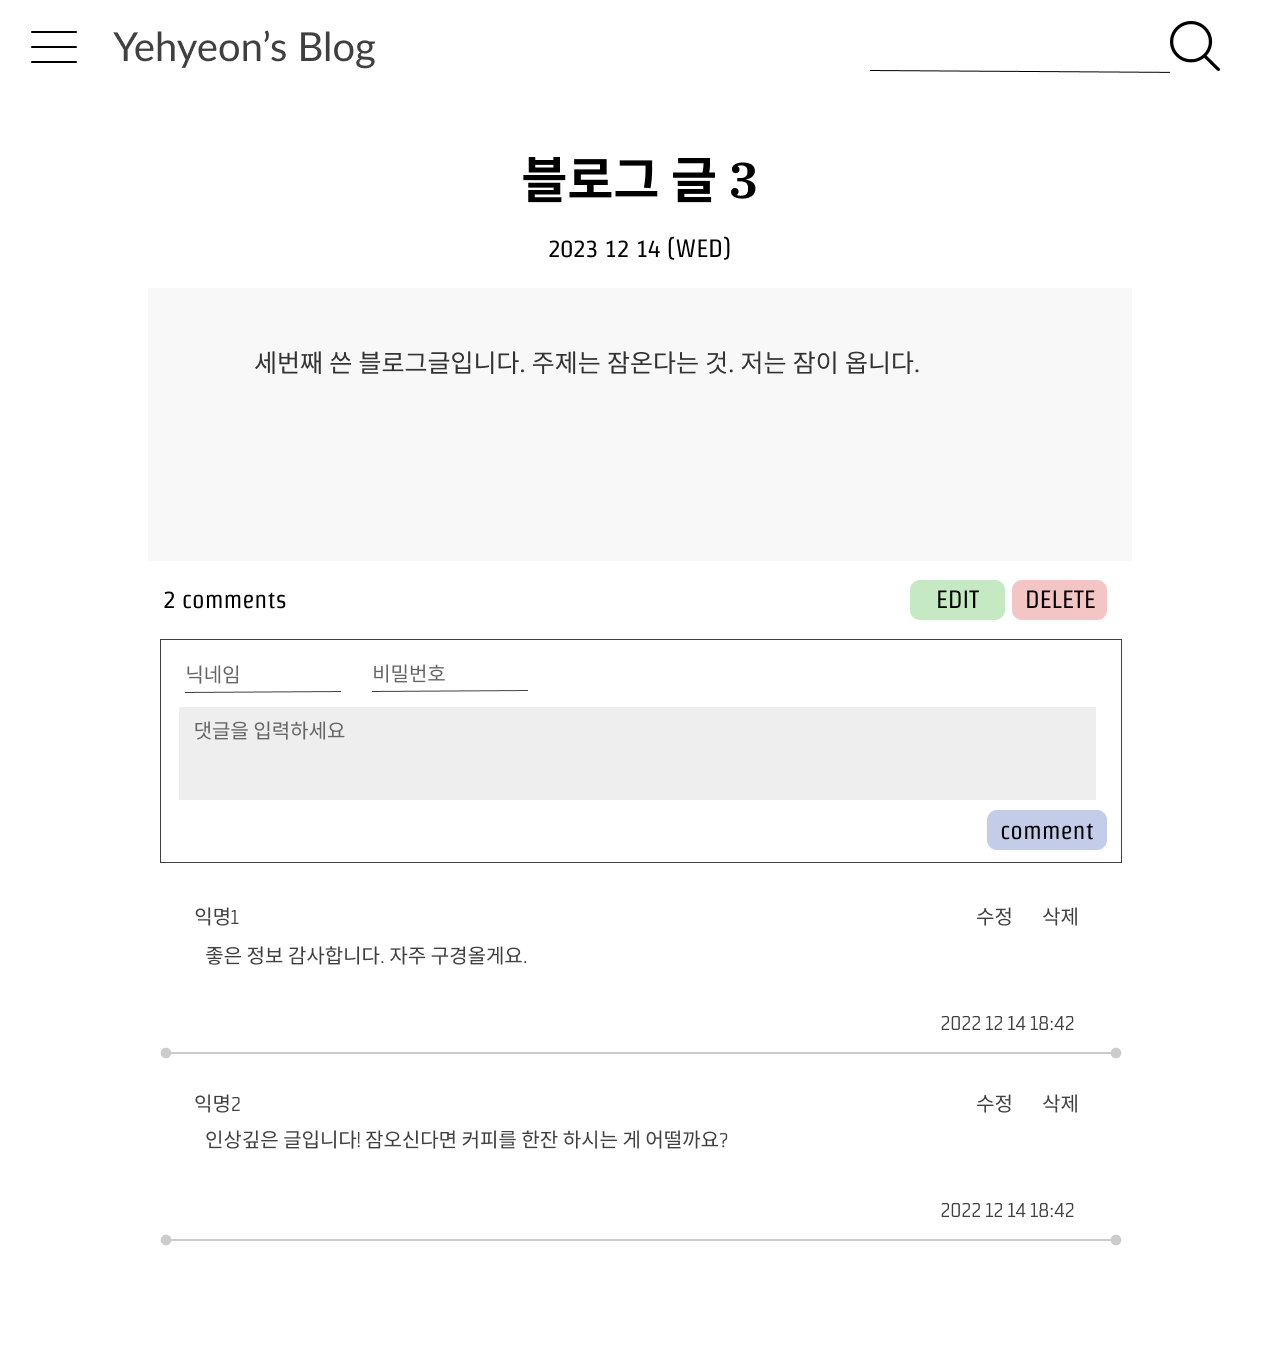 Yehyeon’s Blog
블로그 글 3
2023 12 14 (WED)
세번째 쓴 블로그글입니다. 주제는 잠온다는 것. 저는 잠이 옵니다.
2 comments EDIT DELETE
닉네임 비밀번호
댓글을 입력하세요
comment
익명1 수정 삭제
좋은 정보 감사합니다. 자주 구경올게요.
2022 12 14 18:42
익명2 수정 삭제
인상깊은 글입니다! 잠오신다면 커피를 한잔 하시는 게 어떨까요?
2022 12 14 18:42